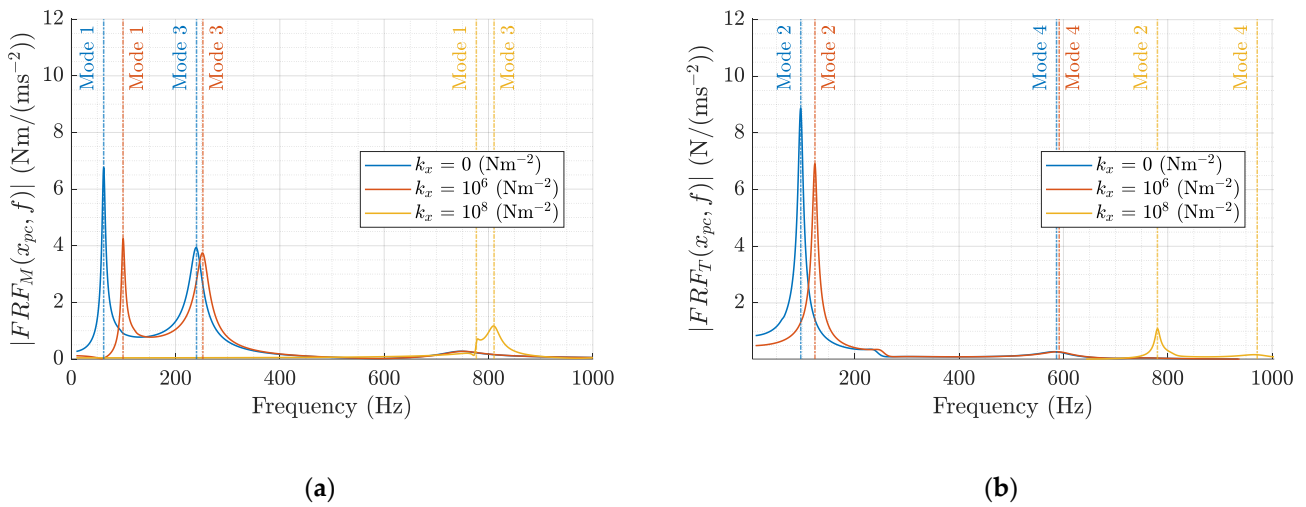 12
10
8
6
4
2
0
|FRF_M(x_{pc}, f)| (Nm/(ms^{−2}))
Mode 1
Mode 1
Mode 3
Mode 3
Mode 1
Mode 3
k_x = 0 (Nm^{−2})
k_x = 10^6 (Nm^{−2})
k_x = 10^8 (Nm^{−2})
0 200 400 600 800 1000
Frequency (Hz)
(a)
12
10
8
6
4
2
|FRF_T(x_{pc}, f)| (N/(ms^{−2}))
Mode 2
Mode 2
Mode 4
Mode 4
Mode 2
Mode 4
k_x = 0 (Nm^{−2})
k_x = 10^6 (Nm^{−2})
k_x = 10^8 (Nm^{−2})
200 400 600 800 1000
Frequency (Hz)
(b)